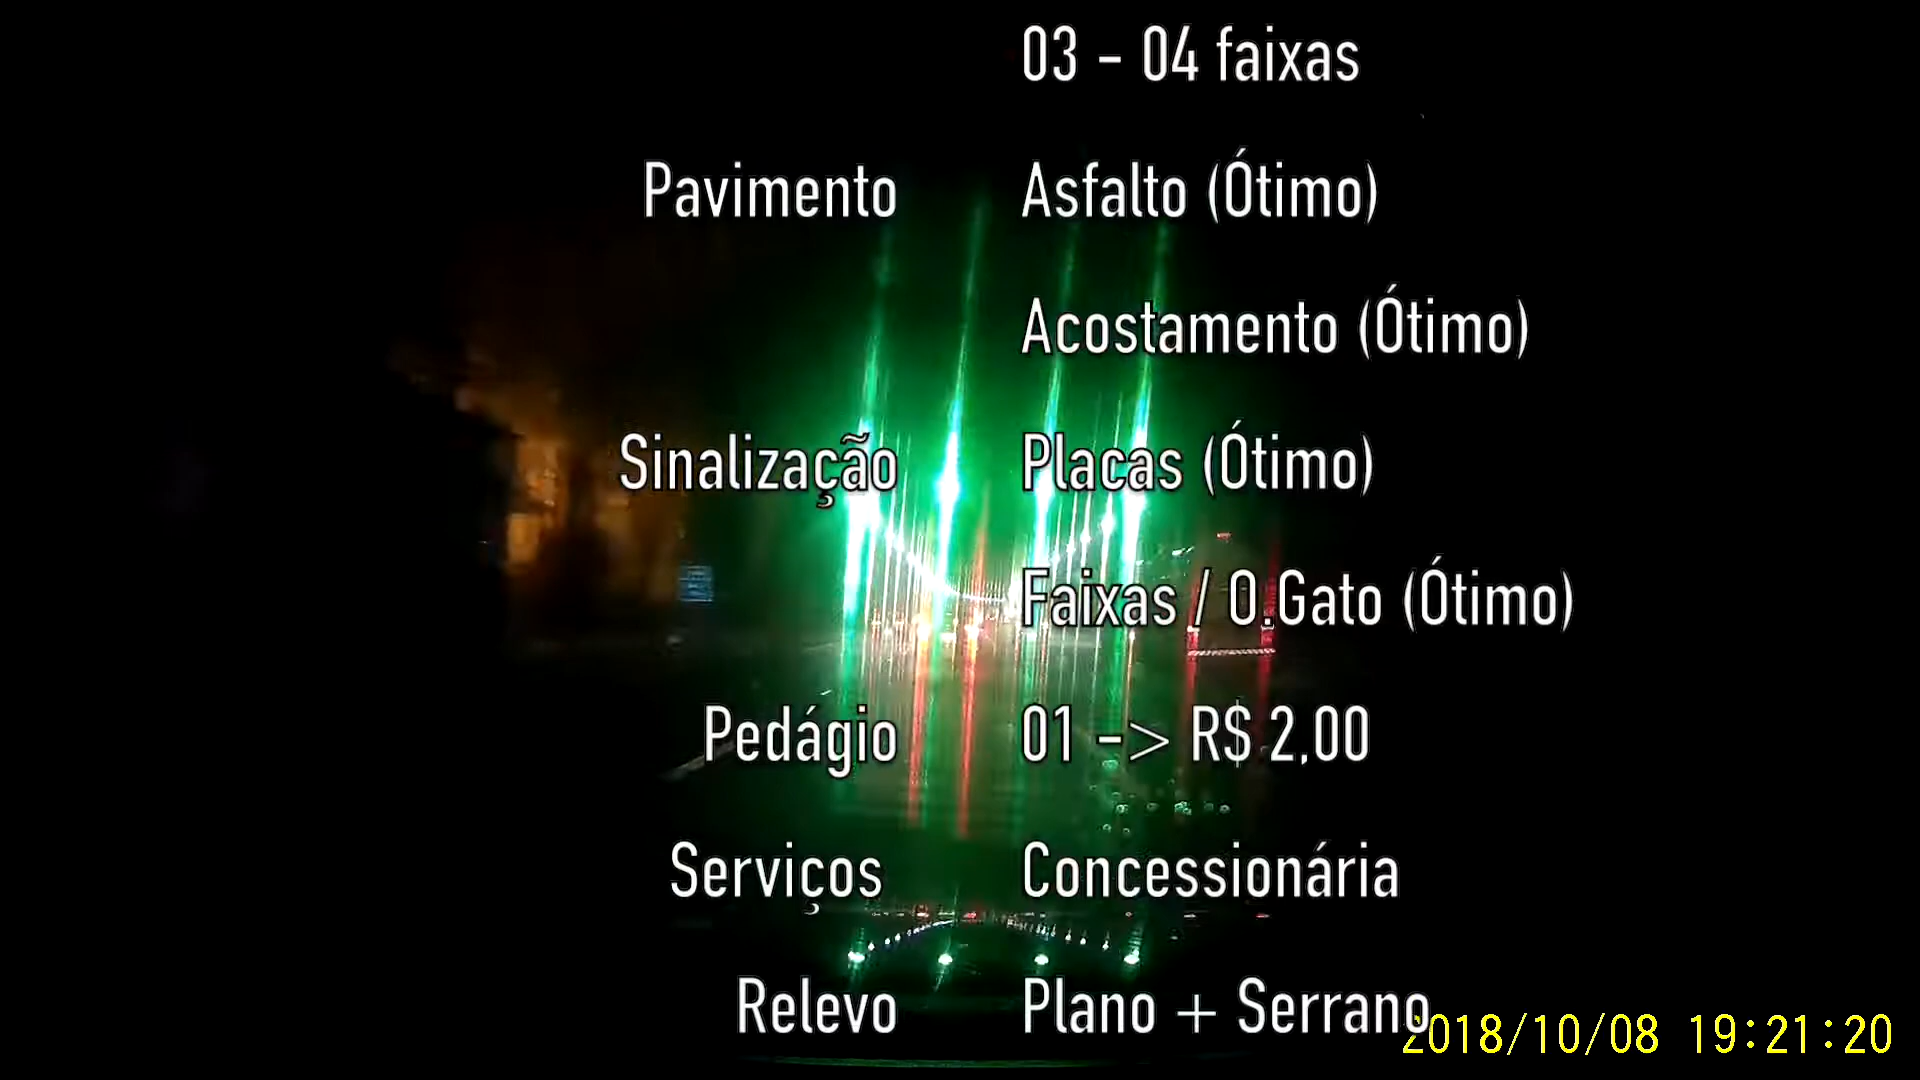 03 - 04 faixas
Pavimento Asfalto (Ótimo)
Acostamento (Ótimo)
Sinalização Placas (Ótimo)
Faixas / O.Gato (Ótimo)
Pedágio 01 -> R$ 2,00
Serviços Concessionária
Relevo Plano + Serrano
2018/10/08 19:21:20